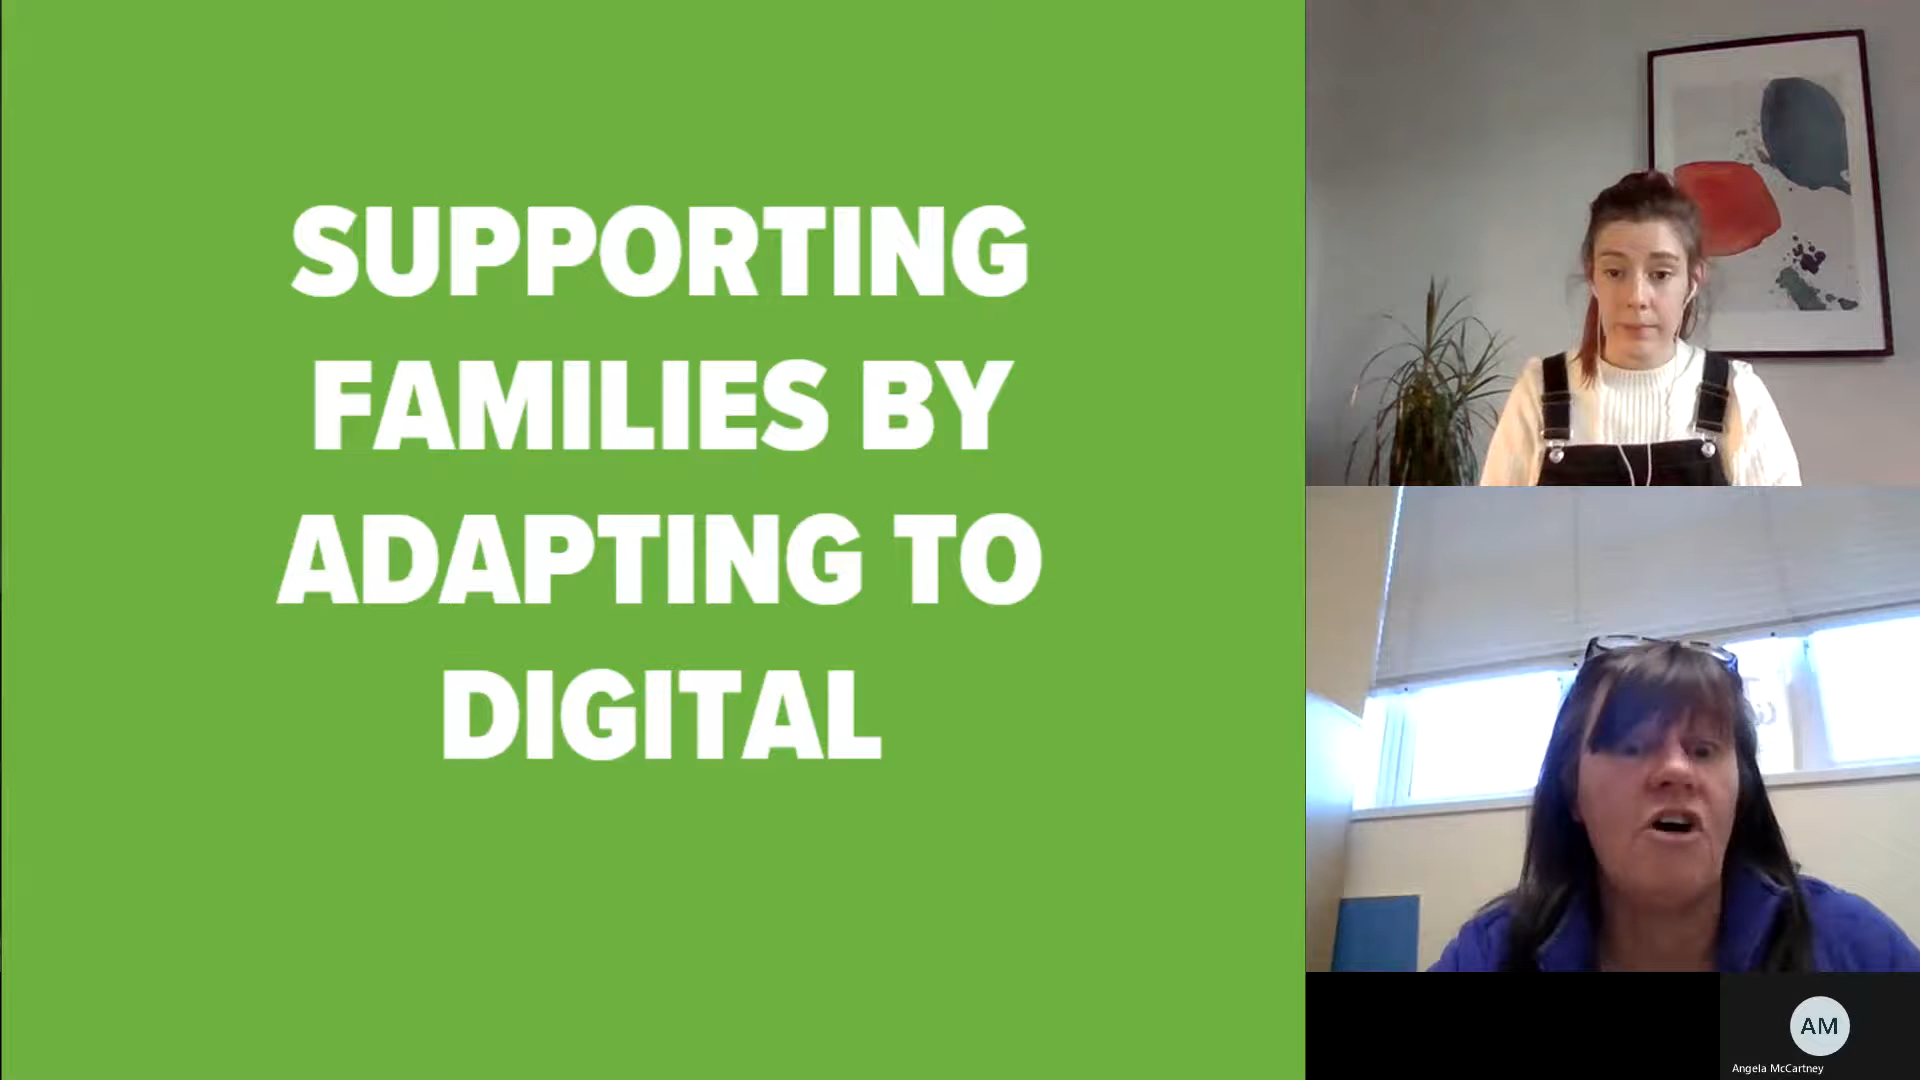 SUPPORTING
FAMILIES BY
ADAPTING TO
DIGITAL
AM
Angela McCartney